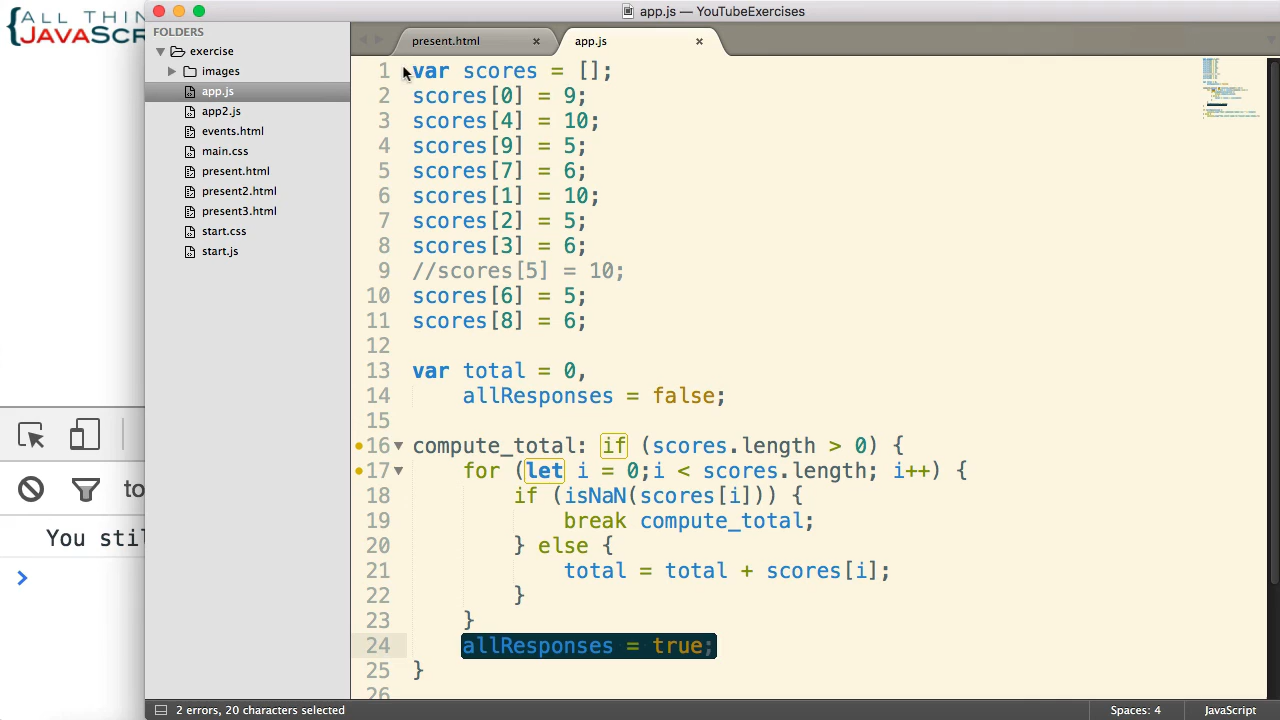 ALL THIN
JAVASCR
app.js — YouTubeExercises
FOLDERS
exercise
images
app.js
app2.js
events.html
main.css
present.html
present2.html
present3.html
start.css
start.js
present.html
app.js
1 var scores = [];
2 scores[0] = 9;
3 scores[4] = 10;
4 scores[9] = 5;
5 scores[7] = 6;
6 scores[1] = 10;
7 scores[2] = 5;
8 scores[3] = 6;
9 //scores[5] = 10;
10 scores[6] = 5;
11 scores[8] = 6;
12
13 var total = 0,
14 allResponses = false;
15
16 compute_total: if (scores.length > 0) {
17 for (let i = 0;i < scores.length; i++) {
18 if (isNaN(scores[i])) {
19 break compute_total;
20 } else {
21 total = total + scores[i];
22 }
23 }
24 allResponses = true;
25 }
26
to
You stil
2 errors, 20 characters selected
Spaces: 4
JavaScript